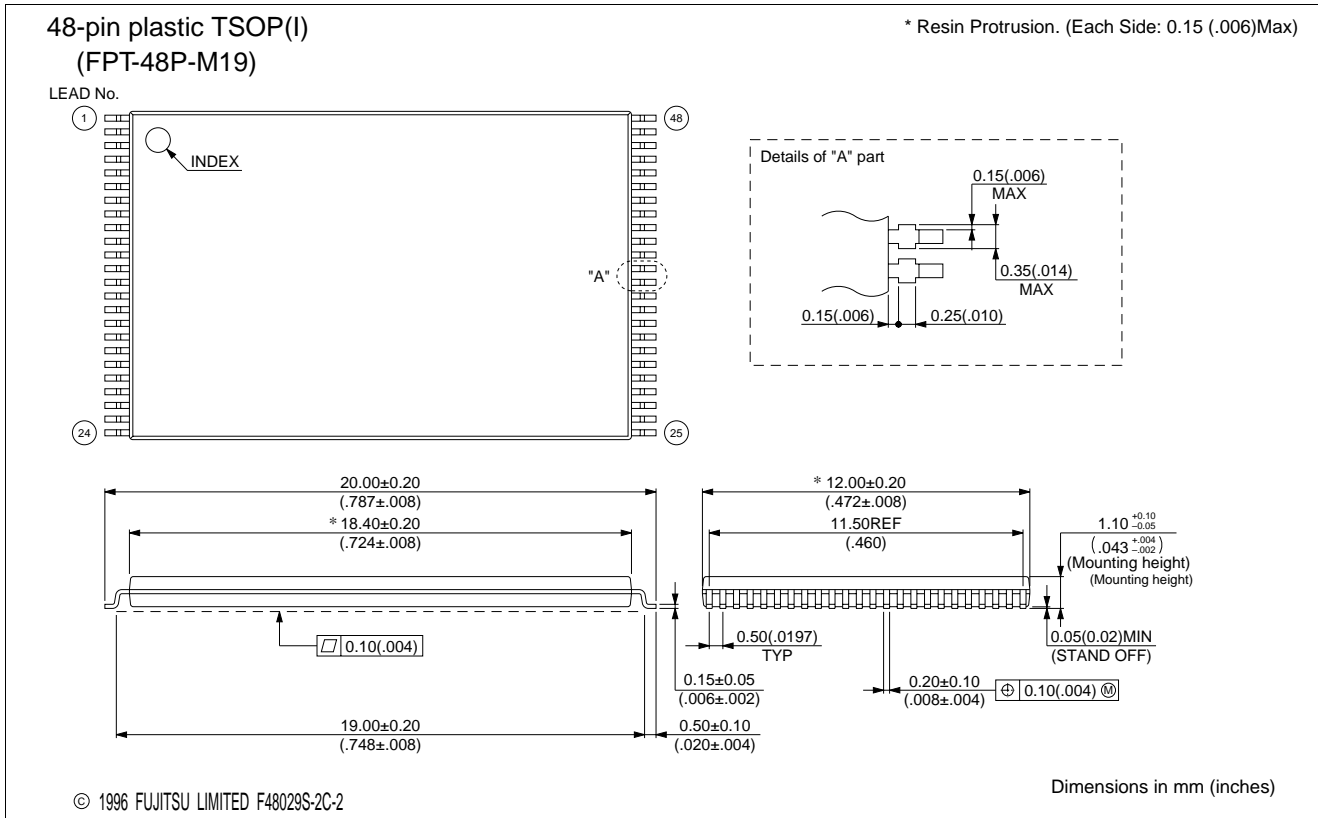 48-pin plastic TSOP(I)
(FPT-48P-M19)
* Resin Protrusion. (Each Side: 0.15 (.006)Max)
LEAD No.
1
48
INDEX
"A"
24
25
Details of "A" part
0.15(.006)
MAX
0.35(.014)
MAX
0.15(.006)
0.25(.010)
20.00±0.20
(.787±.008)
* 18.40±0.20
(.724±.008)
0.10(.004)
0.15±0.05
(.006±.002)
19.00±0.20
(.748±.008)
0.50±0.10
(.020±.004)
* 12.00±0.20
(.472±.008)
11.50REF
(.460)
1.10 +0.10 –0.05
(.043 +.004 –.002)
(Mounting height)
(Mounting height)
0.50(.0197)
TYP
0.05(0.02)MIN
(STAND OFF)
0.20±0.10
(.008±.004)
⌖ 0.10(.004) Ⓜ
© 1996 FUJITSU LIMITED F48029S-2C-2
Dimensions in mm (inches)